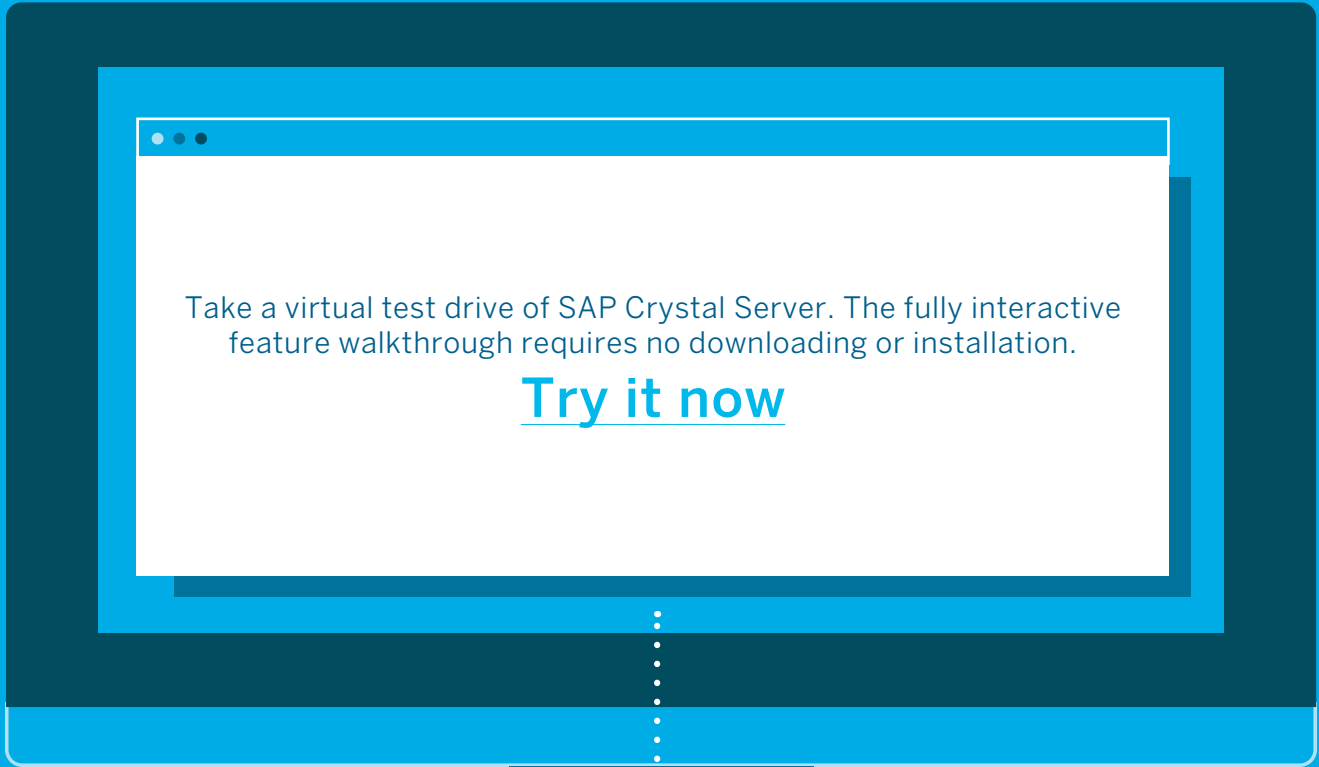 Take a virtual test drive of SAP Crystal Server. The fully interactive
feature walkthrough requires no downloading or installation.
Try it now